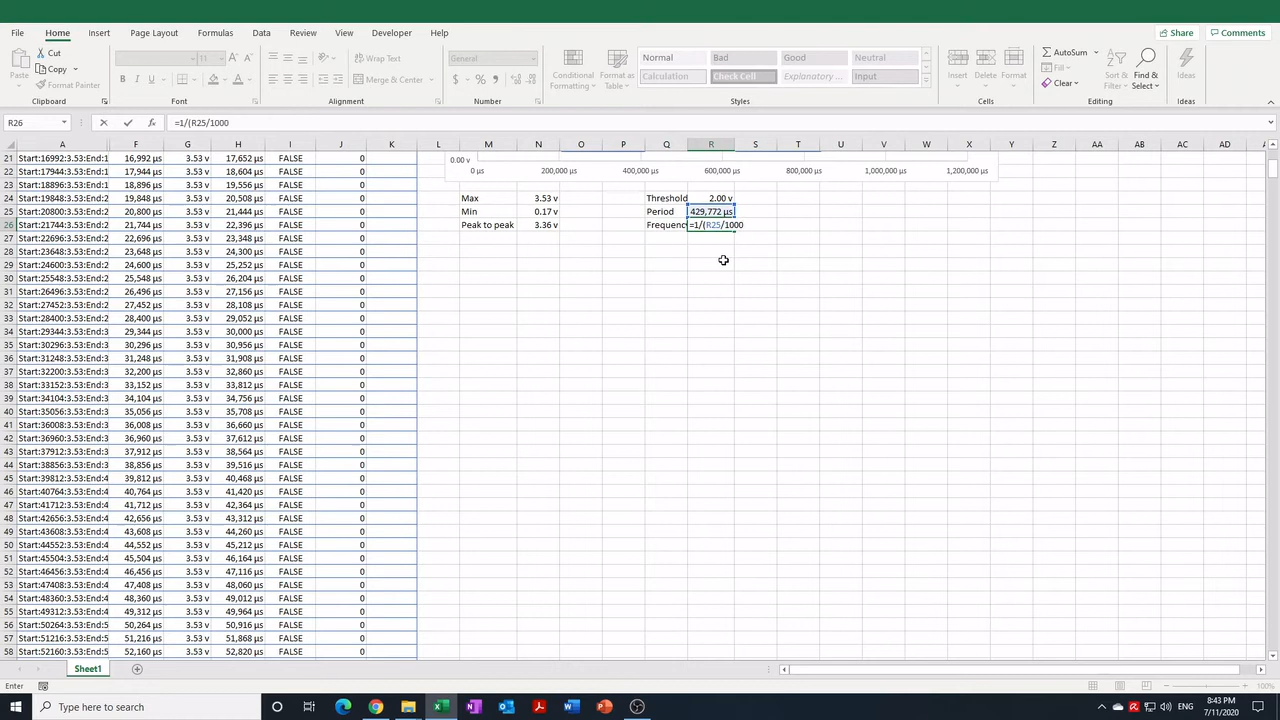 File Home Insert Page Layout Formulas Data Review View Developer Help Share Comments
Paste Cut Copy Format Painter Clipboard
11 A A B I U A Font
Wrap Text Merge & Center Alignment
General $ % , Number
Conditional Formatting Format as Table
Normal Bad Good Neutral
Calculation Check Cell Explanatory ... Input
Styles
Insert Delete Format Cells
AutoSum Fill Clear Sort & Filter Find & Select Editing
Ideas Ideas
R26 fx =1/(R25/1000
A F G H I J K L M N O P Q R S T U V W X Y Z AA AB AC AD
0.00 v
0 µs 200,000 µs 400,000 µs 600,000 µs 800,000 µs 1,000,000 µs 1,200,000 µs
21 Start:16992:3.53:End:1 16,992 µs 3.53 v 17,652 µs FALSE 0
22 Start:17944:3.53:End:1 17,944 µs 3.53 v 18,604 µs FALSE 0
23 Start:18896:3.53:End:1 18,896 µs 3.53 v 19,556 µs FALSE 0
24 Start:19848:3.53:End:2 19,848 µs 3.53 v 20,508 µs FALSE 0 Max 3.53 v Threshold 2.00 v
25 Start:20800:3.53:End:2 20,800 µs 3.53 v 21,444 µs FALSE 0 Min 0.17 v Period 429,772 µs
26 Start:21744:3.53:End:2 21,744 µs 3.53 v 22,396 µs FALSE 0 Peak to peak 3.36 v Frequency =1/(R25/1000
27 Start:22696:3.53:End:2 22,696 µs 3.53 v 23,348 µs FALSE 0
28 Start:23648:3.53:End:2 23,648 µs 3.53 v 24,300 µs FALSE 0
29 Start:24600:3.53:End:2 24,600 µs 3.53 v 25,252 µs FALSE 0
30 Start:25548:3.53:End:2 25,548 µs 3.53 v 26,204 µs FALSE 0
31 Start:26496:3.53:End:2 26,496 µs 3.53 v 27,156 µs FALSE 0
32 Start:27452:3.53:End:2 27,452 µs 3.53 v 28,108 µs FALSE 0
33 Start:28400:3.53:End:2 28,400 µs 3.53 v 29,052 µs FALSE 0
34 Start:29344:3.53:End:3 29,344 µs 3.53 v 30,000 µs FALSE 0
35 Start:30296:3.53:End:3 30,296 µs 3.53 v 30,956 µs FALSE 0
36 Start:31248:3.53:End:3 31,248 µs 3.53 v 31,908 µs FALSE 0
37 Start:32200:3.53:End:3 32,200 µs 3.53 v 32,860 µs FALSE 0
38 Start:33152:3.53:End:3 33,152 µs 3.53 v 33,812 µs FALSE 0
39 Start:34104:3.53:End:3 34,104 µs 3.53 v 34,756 µs FALSE 0
40 Start:35056:3.53:End:3 35,056 µs 3.53 v 35,708 µs FALSE 0
41 Start:36008:3.53:End:3 36,008 µs 3.53 v 36,660 µs FALSE 0
42 Start:36960:3.53:End:3 36,960 µs 3.53 v 37,612 µs FALSE 0
43 Start:37912:3.53:End:3 37,912 µs 3.53 v 38,564 µs FALSE 0
44 Start:38856:3.53:End:3 38,856 µs 3.53 v 39,516 µs FALSE 0
45 Start:39812:3.53:End:4 39,812 µs 3.53 v 40,468 µs FALSE 0
46 Start:40764:3.53:End:4 40,764 µs 3.53 v 41,420 µs FALSE 0
47 Start:41712:3.53:End:4 41,712 µs 3.53 v 42,364 µs FALSE 0
48 Start:42656:3.53:End:4 42,656 µs 3.53 v 43,312 µs FALSE 0
49 Start:43608:3.53:End:4 43,608 µs 3.53 v 44,260 µs FALSE 0
50 Start:44552:3.53:End:4 44,552 µs 3.53 v 45,212 µs FALSE 0
51 Start:45504:3.53:End:4 45,504 µs 3.53 v 46,164 µs FALSE 0
52 Start:46456:3.53:End:4 46,456 µs 3.53 v 47,116 µs FALSE 0
53 Start:47408:3.53:End:4 47,408 µs 3.53 v 48,060 µs FALSE 0
54 Start:48360:3.53:End:4 48,360 µs 3.53 v 49,012 µs FALSE 0
55 Start:49312:3.53:End:4 49,312 µs 3.53 v 49,964 µs FALSE 0
56 Start:50264:3.53:End:5 50,264 µs 3.53 v 50,916 µs FALSE 0
57 Start:51216:3.53:End:5 51,216 µs 3.53 v 51,868 µs FALSE 0
58 Start:52160:3.53:End:5 52,160 µs 3.53 v 52,820 µs FALSE 0
Sheet1
Enter 100%
Type here to search
8:43 PM
7/11/2020